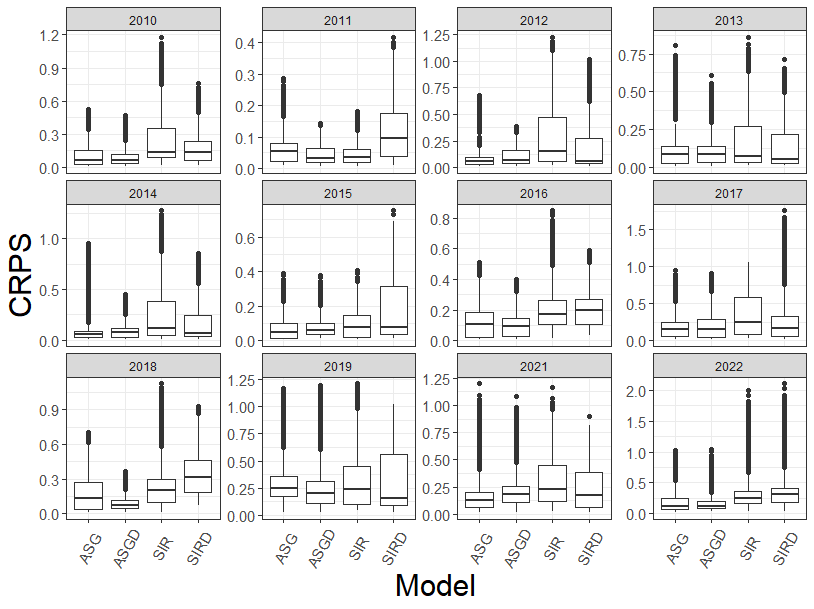 2010 2011 2012 2013
1.2 0.9 0.6 0.3 0.0
0.4 0.3 0.2 0.1 0.0
1.25 1.00 0.75 0.50 0.25 0.00
0.75 0.50 0.25 0.00
2014 2015 2016 2017
1.0 0.5 0.0
0.6 0.4 0.2 0.0
0.8 0.6 0.4 0.2 0.0
1.5 1.0 0.5 0.0
CRPS
2018 2019 2021 2022
0.9 0.6 0.3 0.0
1.25 1.00 0.75 0.50 0.25 0.00
1.25 1.00 0.75 0.50 0.25 0.00
2.0 1.5 1.0 0.5 0.0
ASG ASGD SIR SIRD ASG ASGD SIR SIRD ASG ASGD SIR SIRD ASG ASGD SIR SIRD
Model